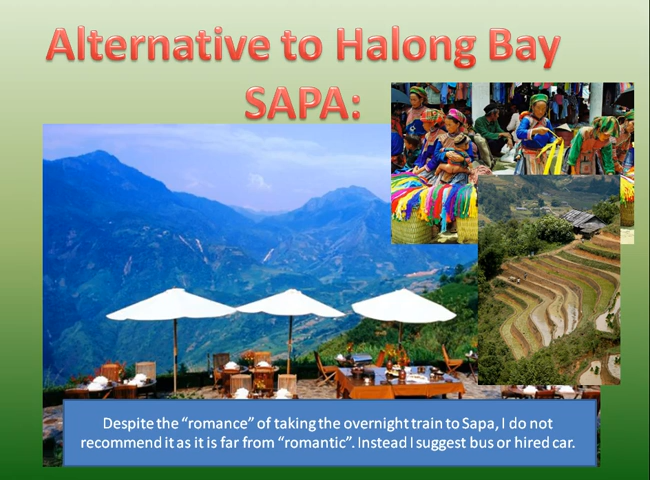 Alternative to Halong Bay
SAPA:
Despite the “romance” of taking the overnight train to Sapa, I do not
recommend it as it is far from “romantic”. Instead I suggest bus or hired car.